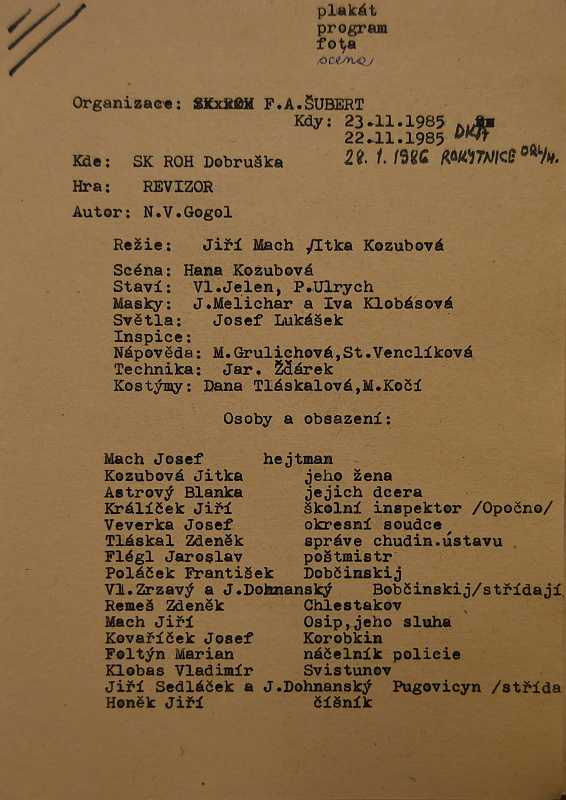 plakát
program
fota
scéna
Organizace: SK ROH F.A.ŠUBERT
Kdy: 23.11.1985
22.11.1985 DKA
28.1.1986 ROKYTNICE ORL/H.
Kde: SK ROH Dobruška
Hra: REVIZOR
Autor: N.V.Gogol
Režie: Jiří Mach /Itka Kozubová
Scéna: Hana Kozubová
Staví: Vl.Jelen, P.Ulrych
Masky: J.Melichar a Iva Klobásová
Světla: Josef Lukášek
Inspice:
Nápověda: M.Grulichová,St.Venclíková
Technika: Jar. Žďárek
Kostýmy: Dana Tláskalová,M.Kočí
Osoby a obsazení:
Mach Josef hejtman
Kozubová Jitka jeho žena
Astrový Blanka jejich dcera
Králíček Jiří školní inspektor /Opočno/
Veverka Josef okresní soudce
Tláskal Zdeněk správe chudin.ústavu
Flégl Jaroslav poštmistr
Poláček František Dobčinskij
Vl.Zrzavý a J.Dohnanský Bobčinskij/střídají
Remeš Zdeněk Chlestakov
Mach Jiří Osip,jeho sluha
Kovaříček Josef Korobkin
Foltýn Marian náčelník policie
Klobas Vladimír Svistunov
Jiří Sedláček a J.Dohnanský Pugovicyn /střída
Honěk Jiří číšník